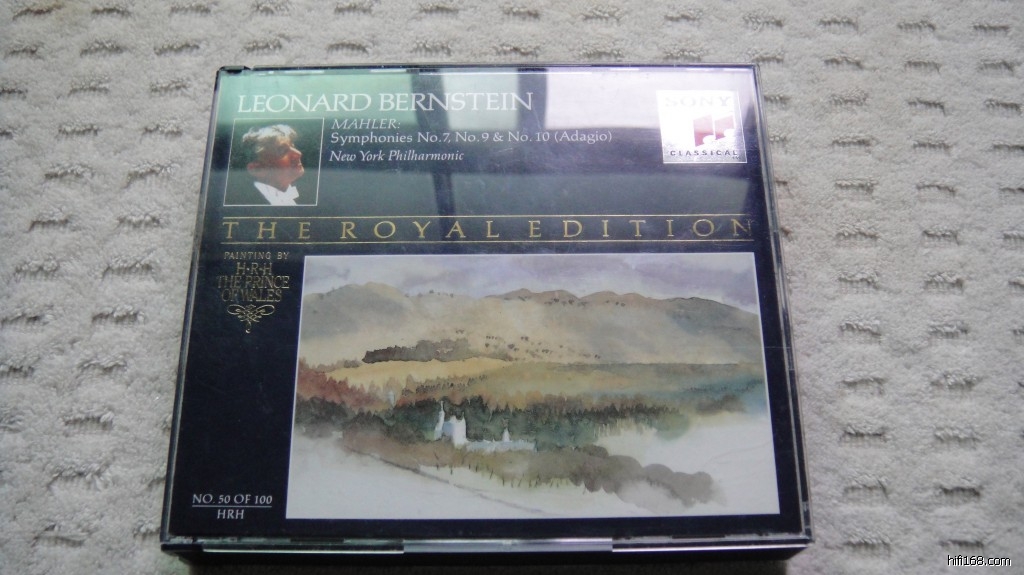 LEONARD BERNSTEIN
MAHLER:
Symphonies No.7, No.9 & No.10 (Adagio)
New York Philharmonic
SONY
CLASSICAL
THE ROYAL EDITION
PAINTING BY
H·R·H
THE PRINCE
OF WALES
NO. 50 OF 100
HRH
hifi168.com